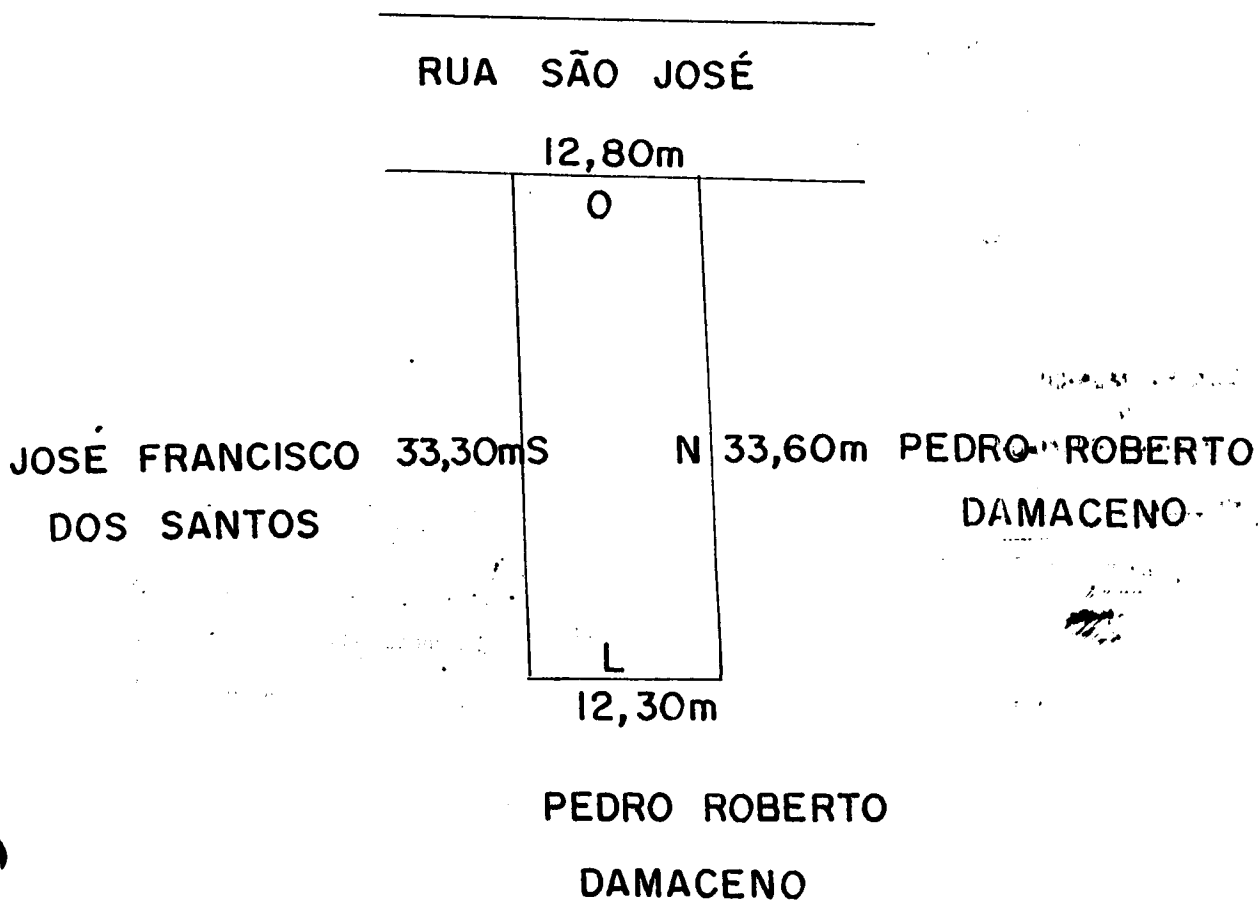 RUA SÃO JOSÉ
12,80m
O
JOSÉ FRANCISCO 33,30m S N 33,60m PEDRO ROBERTO
DOS SANTOS DAMACENO
L
12,30m
PEDRO ROBERTO
DAMACENO